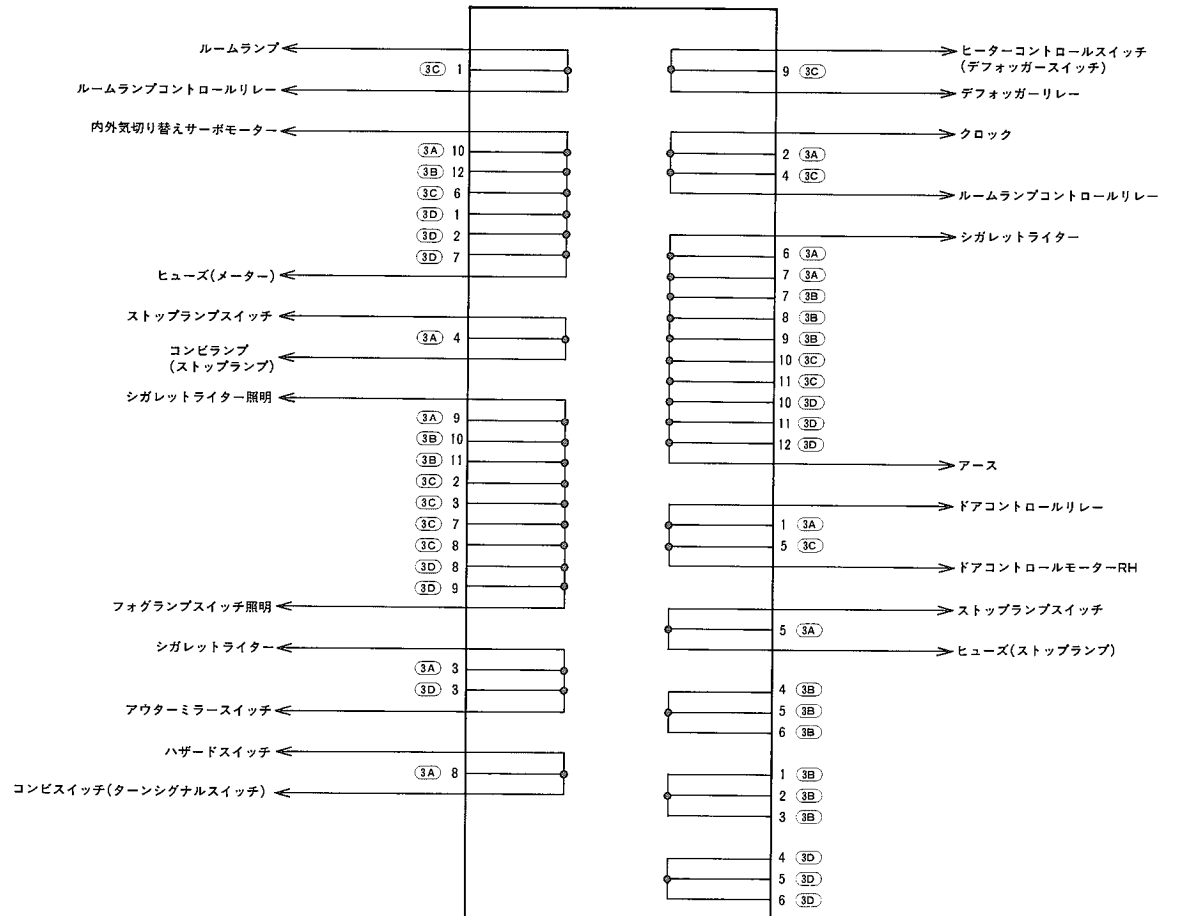 ルームランプ
3C 1
ルームランプコントロールリレー
内外気切り替えサーボモーター
3A 10
3B 12
3C 6
3D 1
3D 2
3D 7
ヒューズ(メーター)
ストップランプスイッチ
3A 4
コンビランプ
(ストップランプ)
シガレットライター照明
3A 9
3B 10
3B 11
3C 2
3C 3
3C 7
3C 8
3D 8
3D 9
フォグランプスイッチ照明
シガレットライター
3A 3
3D 3
アウターミラースイッチ
ハザードスイッチ
3A 8
コンビスイッチ(ターンシグナルスイッチ)
ヒーターコントロールスイッチ
(デフォッガースイッチ)
9 3C
デフォッガーリレー
クロック
2 3A
4 3C
ルームランプコントロールリレー
シガレットライター
6 3A
7 3A
7 3B
8 3B
9 3B
10 3C
11 3C
10 3D
11 3D
12 3D
アース
ドアコントロールリレー
1 3A
5 3C
ドアコントロールモーターRH
ストップランプスイッチ
5 3A
ヒューズ(ストップランプ)
4 3B
5 3B
6 3B
1 3B
2 3B
3 3B
4 3D
5 3D
6 3D